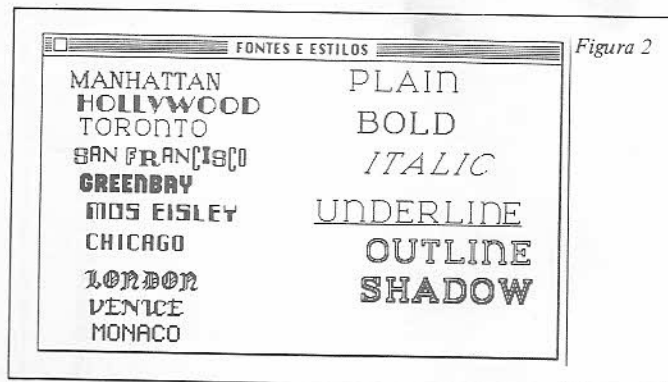 FONTES E ESTILOS
Figura 2
MANHATTAN
HOLLYWOOD
TORONTO
SAN FRANCISCO
GREENBAY
MOS EISLEY
CHICAGO
LONDON
VENICE
MONACO
PLAIN
BOLD
ITALIC
UNDERLINE
OUTLINE
SHADOW